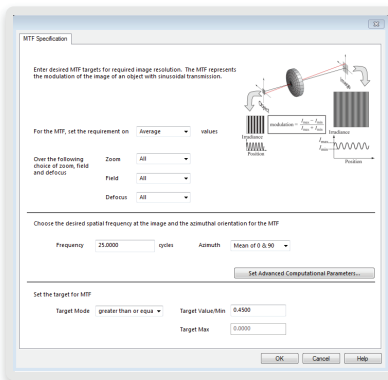 MTF Specification
Enter desired MTF targets for required image resolution. The MTF represents
the modulation of the image of an object with sinusoidal transmission.
modulation =
Irradiance
Position
Irradiance
Position
For the MTF, set the requirement on Average values
Over the following
choice of zoom, field
and defocus
Zoom All
Field All
Defocus All
Choose the desired spatial frequency at the image and the azimuthal orientation for the MTF
Frequency 25.0000 cycles Azimuth Mean of 0 & 90
Set Advanced Computational Parameters...
Set the target for MTF
Target Mode greater than or equa Target Value/Min 0.4500
Target Max 0.0000
OK Cancel Help